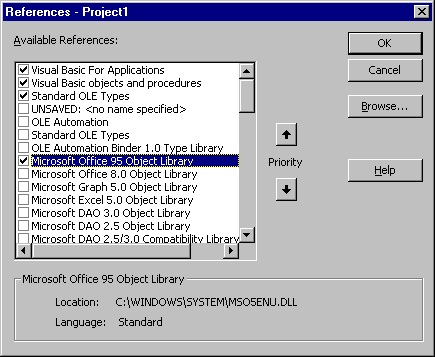 References - Project1
Available References:
Visual Basic For Applications
Visual Basic objects and procedures
Standard OLE Types
UNSAVED: <no name specified>
OLE Automation
Standard OLE Types
OLE Automation Binder 1.0 Type Library
Microsoft Office 95 Object Library
Microsoft Office 8.0 Object Library
Microsoft Graph 5.0 Object Library
Microsoft Excel 5.0 Object Library
Microsoft DAO 3.0 Object Library
Microsoft DAO 2.5 Object Library
Microsoft DAO 2.5/3.0 Compatibility Library
Priority
OK
Cancel
Browse...
Help
Microsoft Office 95 Object Library
Location: C:\WINDOWS\SYSTEM\MSO5ENU.DLL
Language: Standard